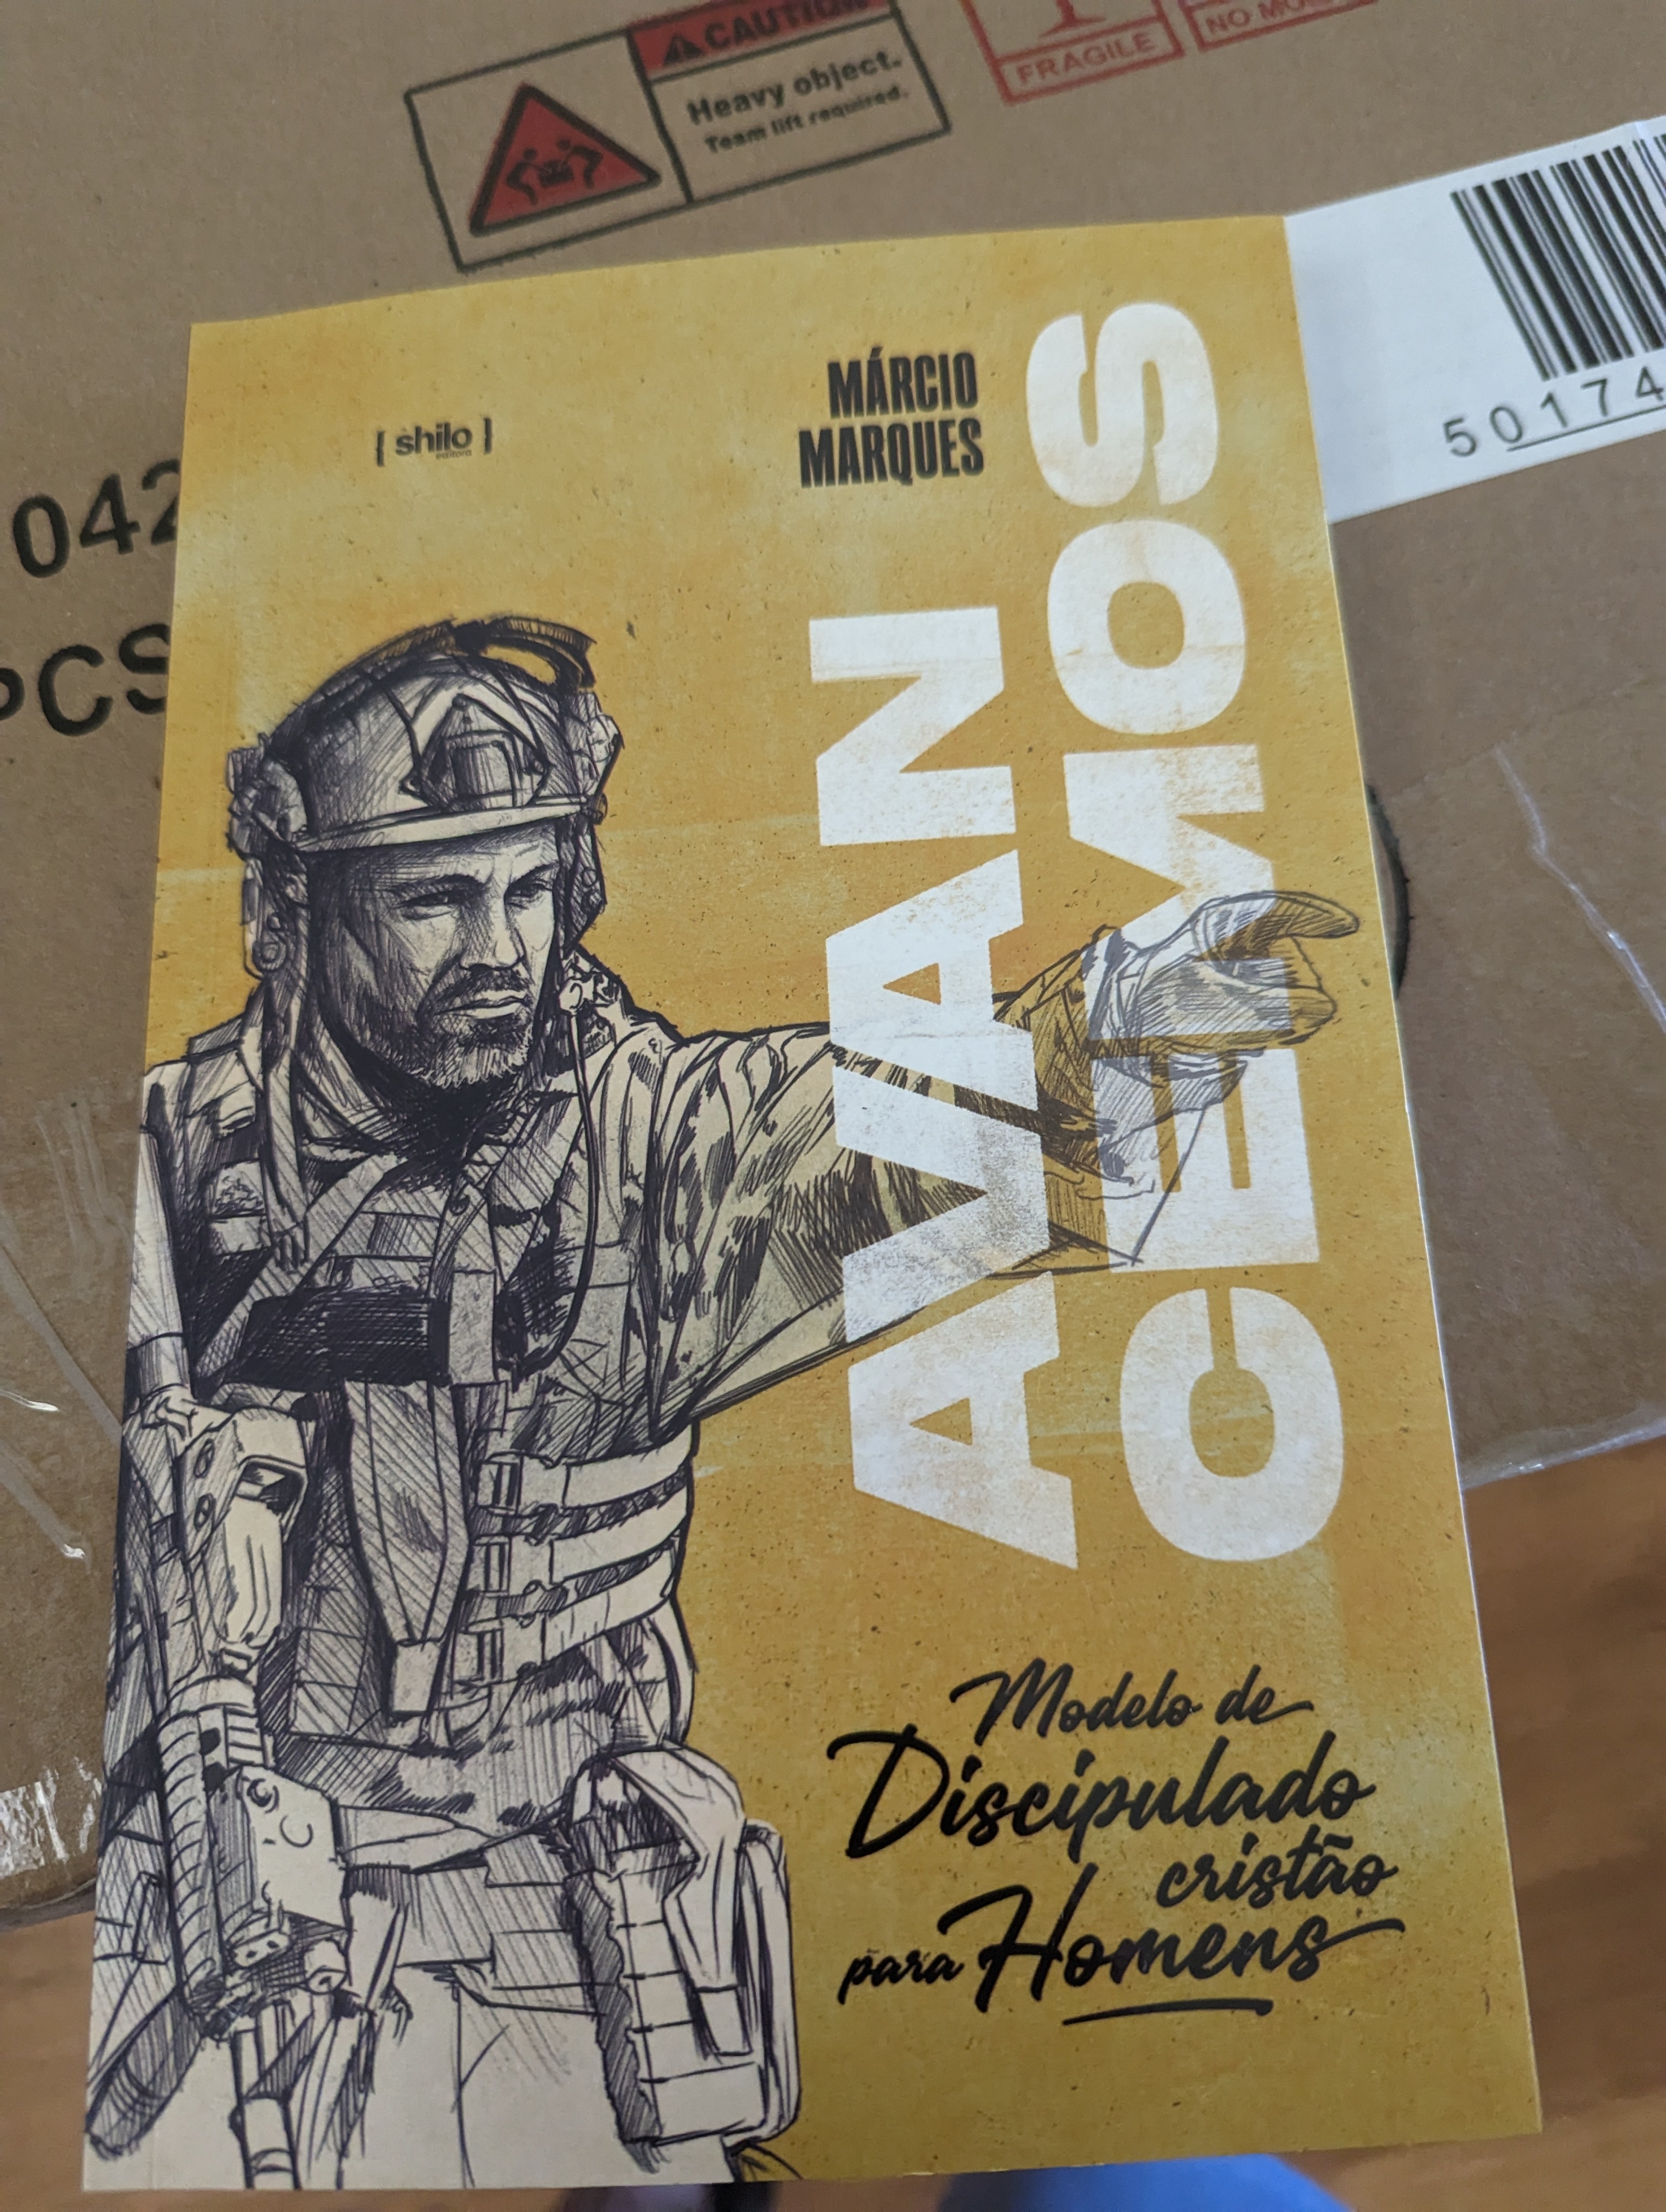 CAUTION
Heavy object.
Team lift required.
FRAGILE
50174
042
PCS
[ shilo ]
editora
MÁRCIO
MARQUES
AVAN
CEMOS
Modelo de
Discipulado
cristão
para Homens